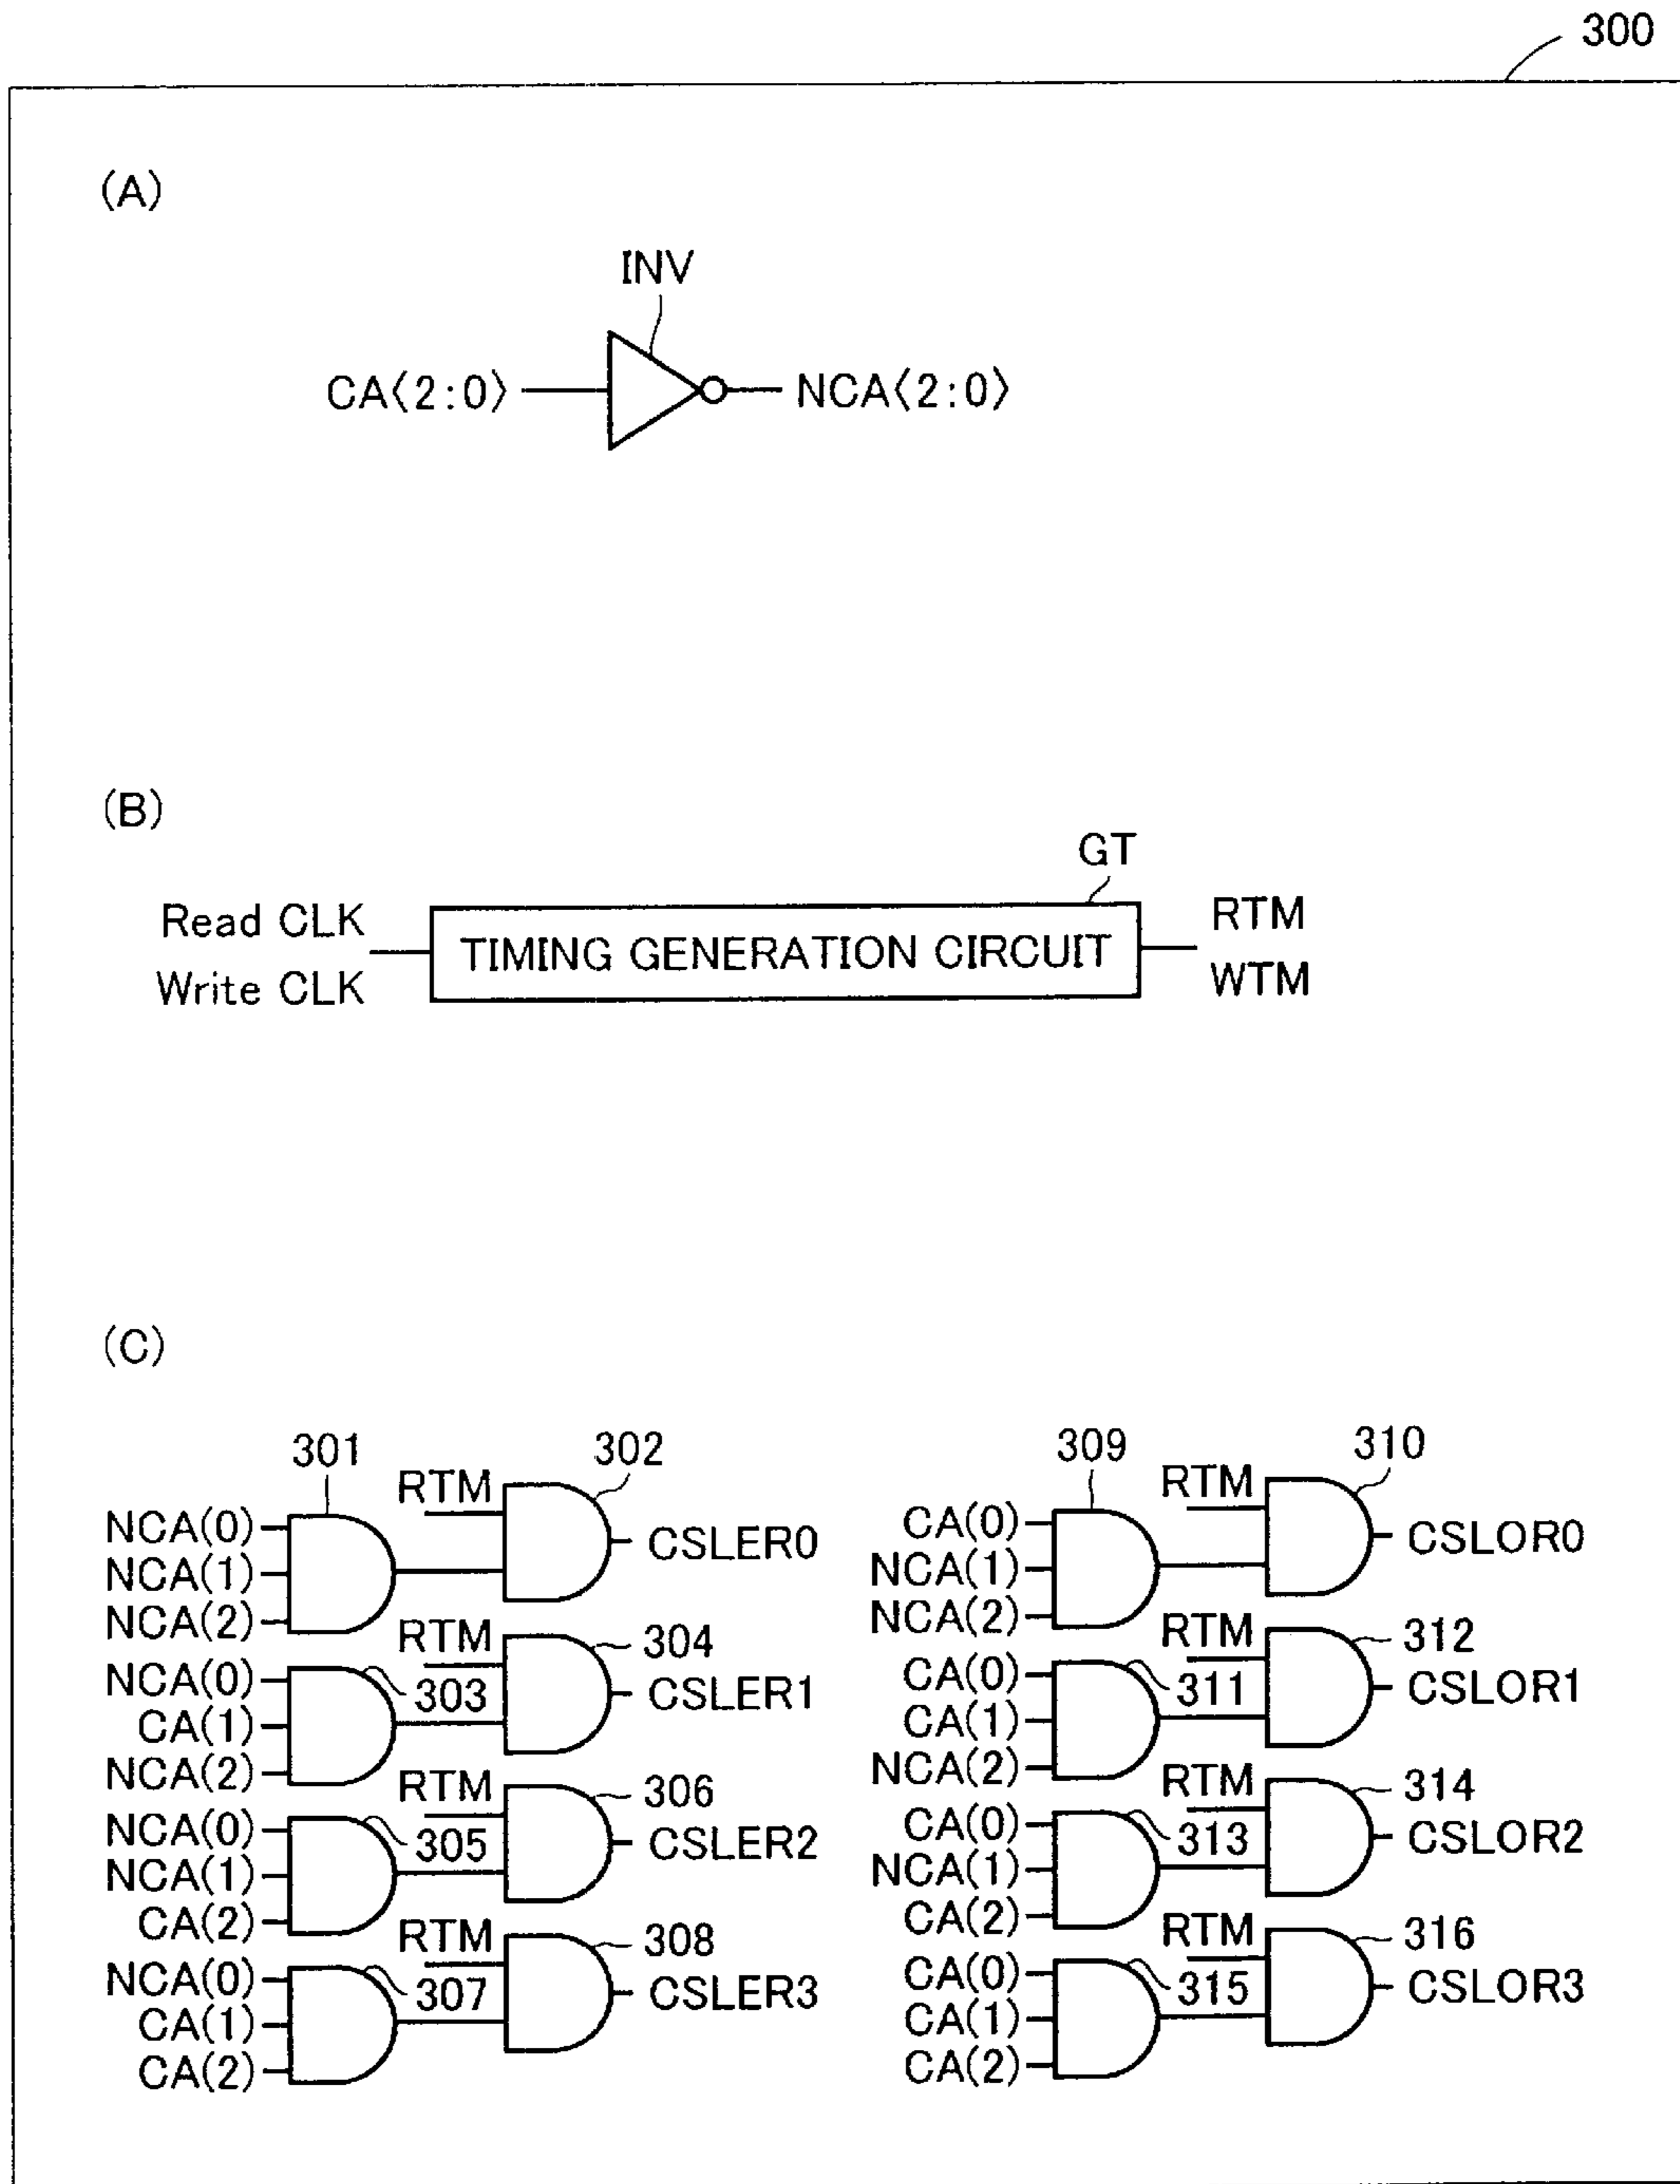 300
(A)
INV
CA〈2:0〉
NCA〈2:0〉
(B)
GT
Read CLK
Write CLK
TIMING GENERATION CIRCUIT
RTM
WTM
(C)
301
302
NCA(0)
NCA(1)
NCA(2)
RTM
CSLER0
NCA(0)
CA(1)
NCA(2)
303
RTM
304
CSLER1
NCA(0)
NCA(1)
CA(2)
305
RTM
306
CSLER2
NCA(0)
CA(1)
CA(2)
307
RTM
308
CSLER3
309
310
CA(0)
NCA(1)
NCA(2)
RTM
CSLOR0
CA(0)
CA(1)
NCA(2)
311
RTM
312
CSLOR1
CA(0)
NCA(1)
CA(2)
313
RTM
314
CSLOR2
CA(0)
CA(1)
CA(2)
315
RTM
316
CSLOR3